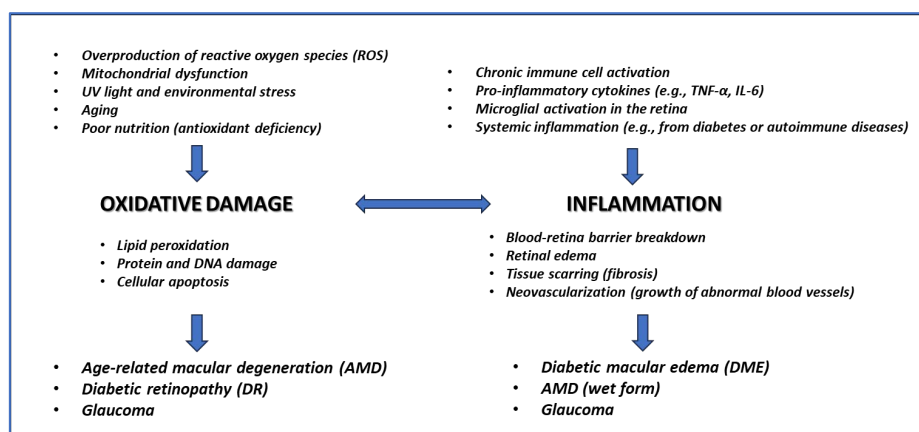 Overproduction of reactive oxygen species (ROS)
Mitochondrial dysfunction
UV light and environmental stress
Aging
Poor nutrition (antioxidant deficiency)
Chronic immune cell activation
Pro-inflammatory cytokines (e.g., TNF-α, IL-6)
Microglial activation in the retina
Systemic inflammation (e.g., from diabetes or autoimmune diseases)
OXIDATIVE DAMAGE
INFLAMMATION
Lipid peroxidation
Protein and DNA damage
Cellular apoptosis
Blood-retina barrier breakdown
Retinal edema
Tissue scarring (fibrosis)
Neovascularization (growth of abnormal blood vessels)
Age-related macular degeneration (AMD)
Diabetic retinopathy (DR)
Glaucoma
Diabetic macular edema (DME)
AMD (wet form)
Glaucoma